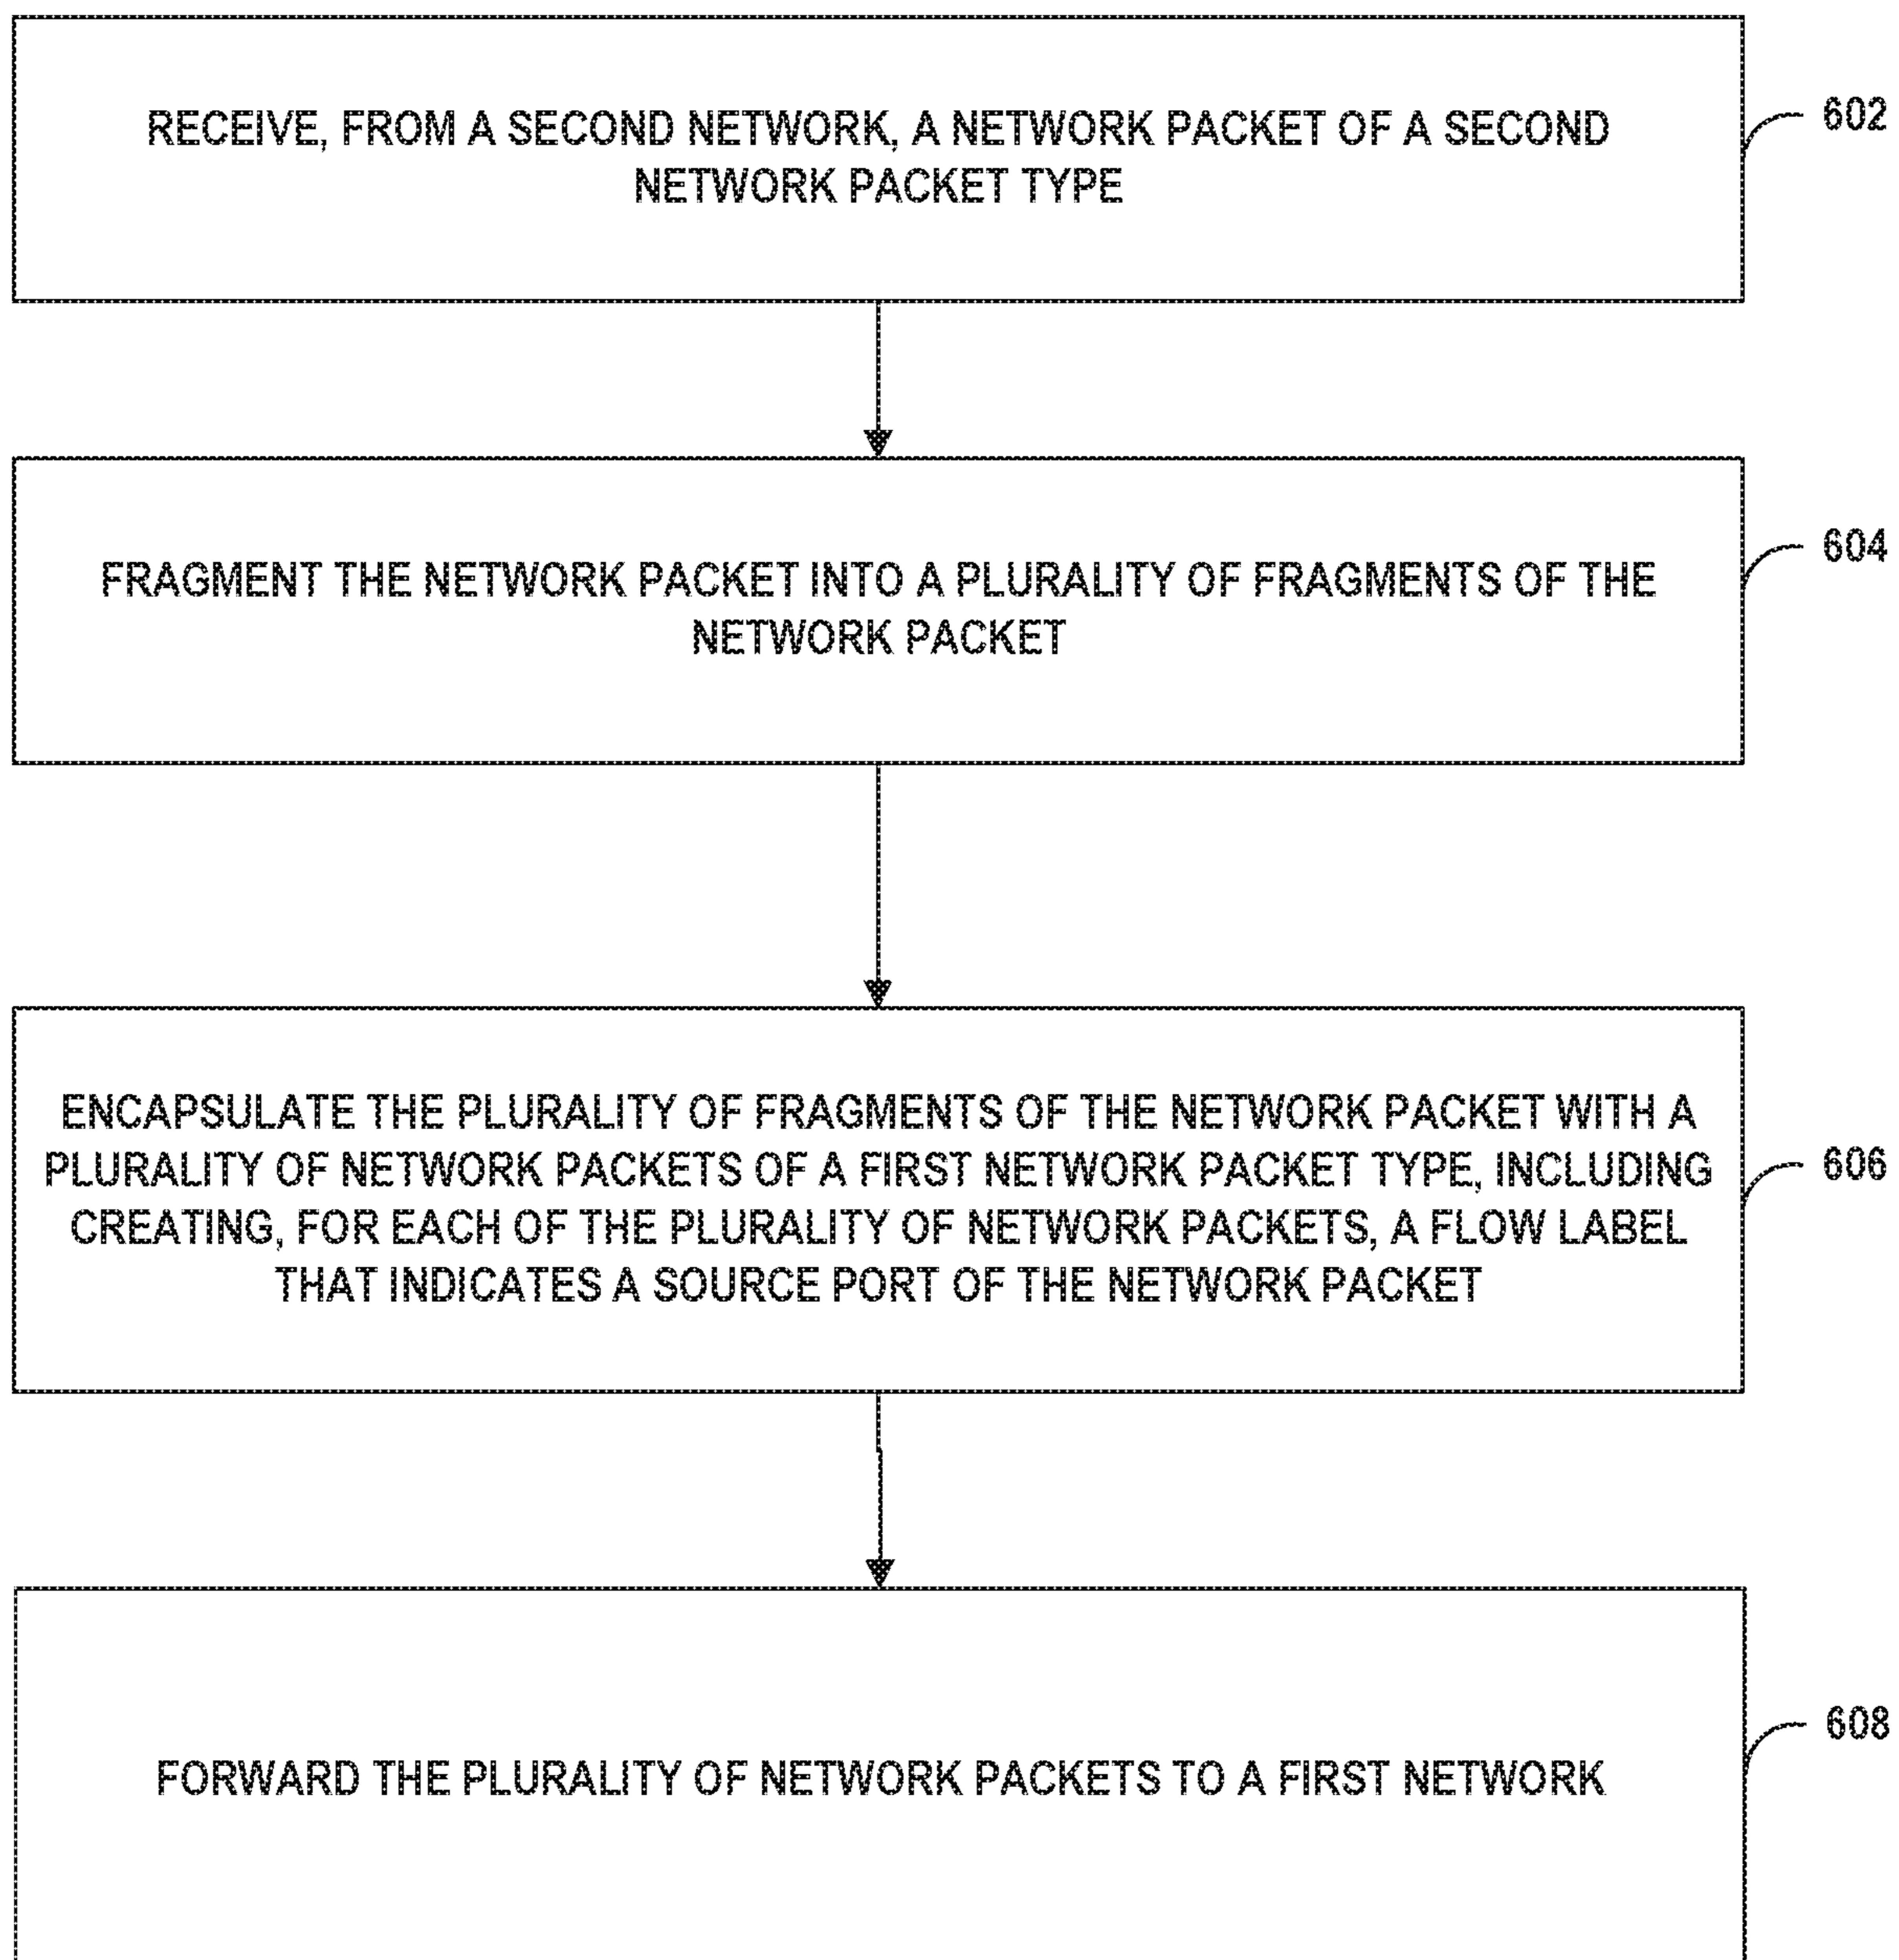 RECEIVE, FROM A SECOND NETWORK, A NETWORK PACKET OF A SECOND
NETWORK PACKET TYPE
602
FRAGMENT THE NETWORK PACKET INTO A PLURALITY OF FRAGMENTS OF THE
NETWORK PACKET
604
ENCAPSULATE THE PLURALITY OF FRAGMENTS OF THE NETWORK PACKET WITH A
PLURALITY OF NETWORK PACKETS OF A FIRST NETWORK PACKET TYPE, INCLUDING
CREATING, FOR EACH OF THE PLURALITY OF NETWORK PACKETS, A FLOW LABEL
THAT INDICATES A SOURCE PORT OF THE NETWORK PACKET
606
FORWARD THE PLURALITY OF NETWORK PACKETS TO A FIRST NETWORK
608